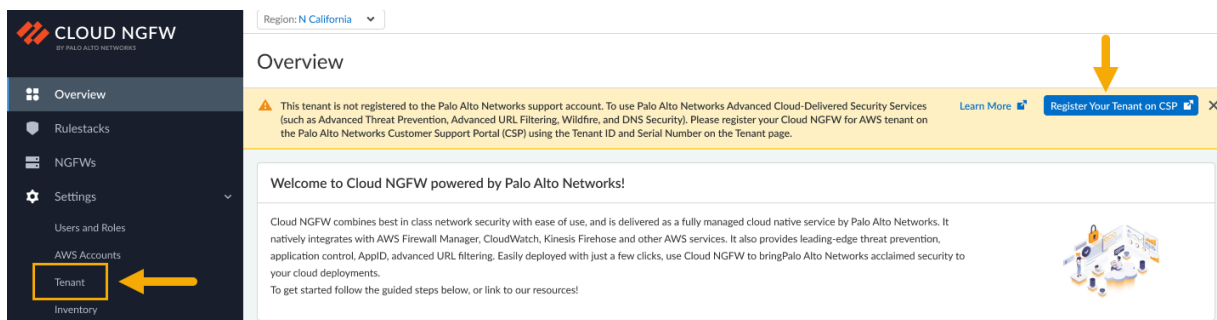 CLOUD NGFW
BY PALO ALTO NETWORKS
Overview
Rulestacks
NGFWs
Settings
Users and Roles
AWS Accounts
Tenant
Inventory
Region: N California
Overview
This tenant is not registered to the Palo Alto Networks support account. To use Palo Alto Networks Advanced Cloud-Delivered Security Services
(such as Advanced Threat Prevention, Advanced URL Filtering, Wildfire, and DNS Security). Please register your Cloud NGFW for AWS tenant on
the Palo Alto Networks Customer Support Portal (CSP) using the Tenant ID and Serial Number on the Tenant page.
Learn More
Register Your Tenant on CSP
Welcome to Cloud NGFW powered by Palo Alto Networks!
Cloud NGFW combines best in class network security with ease of use, and is delivered as a fully managed cloud native service by Palo Alto Networks. It
natively integrates with AWS Firewall Manager, CloudWatch, Kinesis Firehose and other AWS services. It also provides leading-edge threat prevention,
application control, AppID, advanced URL filtering. Easily deployed with just a few clicks, use Cloud NGFW to bringPalo Alto Networks acclaimed security to
your cloud deployments.
To get started follow the guided steps below, or link to our resources!